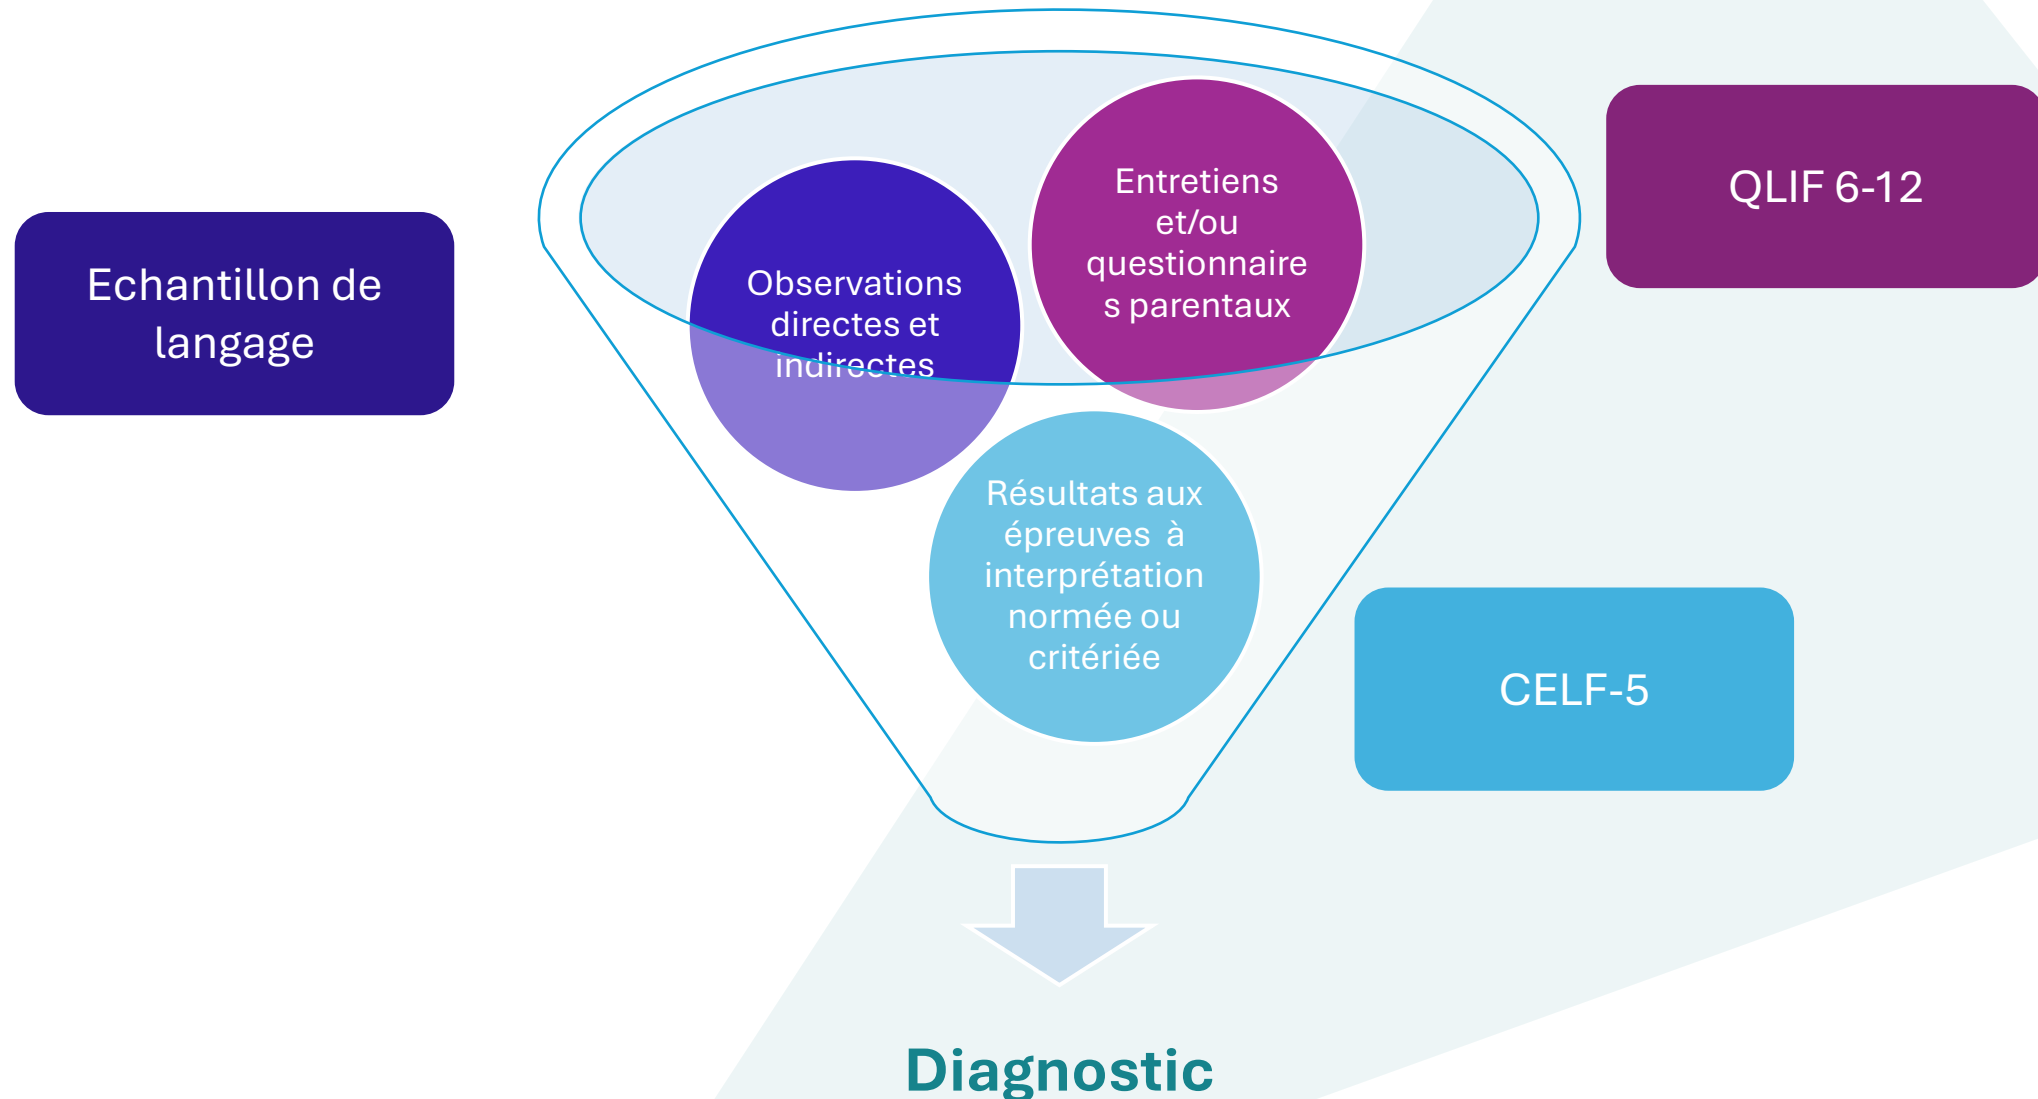 Echantillon de
langage
Observations
directes et
indirectes
Entretiens
et/ou
questionnaire
s parentaux
QLIF 6-12
Résultats aux
épreuves à
interprétation
normée ou
critériée
CELF-5
Diagnostic